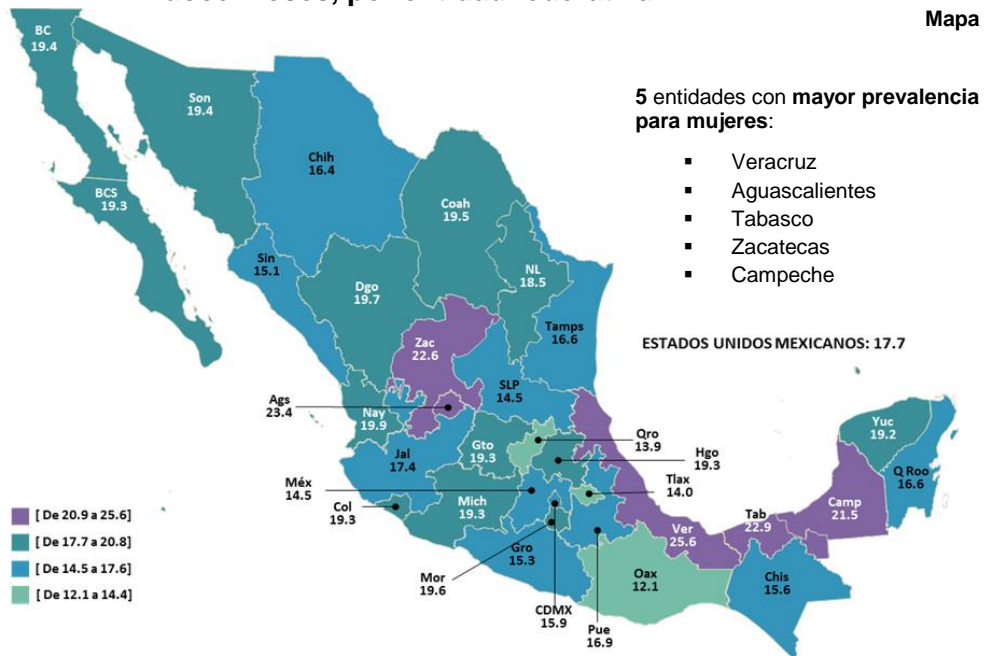 Mapa
5 entidades con mayor prevalencia
para mujeres:
▪ Veracruz
▪ Aguascalientes
▪ Tabasco
▪ Zacatecas
▪ Campeche
ESTADOS UNIDOS MEXICANOS: 17.7
BC
19.4
Son
19.4
Chih
16.4
BCS
19.3
Coah
19.5
Sin
15.1
NL
18.5
Dgo
19.7
Tamps
16.6
Zac
22.6
SLP
14.5
Ags
23.4
Nay
19.9
Qro
13.9
Yuc
19.2
Gto
19.3
Hgo
19.3
Jal
17.4
Q Roo
16.6
Méx
14.5
Tlax
14.0
Mich
19.3
Camp
21.5
Col
19.3
Tab
22.9
Ver
25.6
Gro
15.3
Mor
19.6
Oax
12.1
Chis
15.6
CDMX
15.9
Pue
16.9
[ De 20.9 a 25.6]
[ De 17.7 a 20.8]
[ De 14.5 a 17.6]
[ De 12.1 a 14.4]